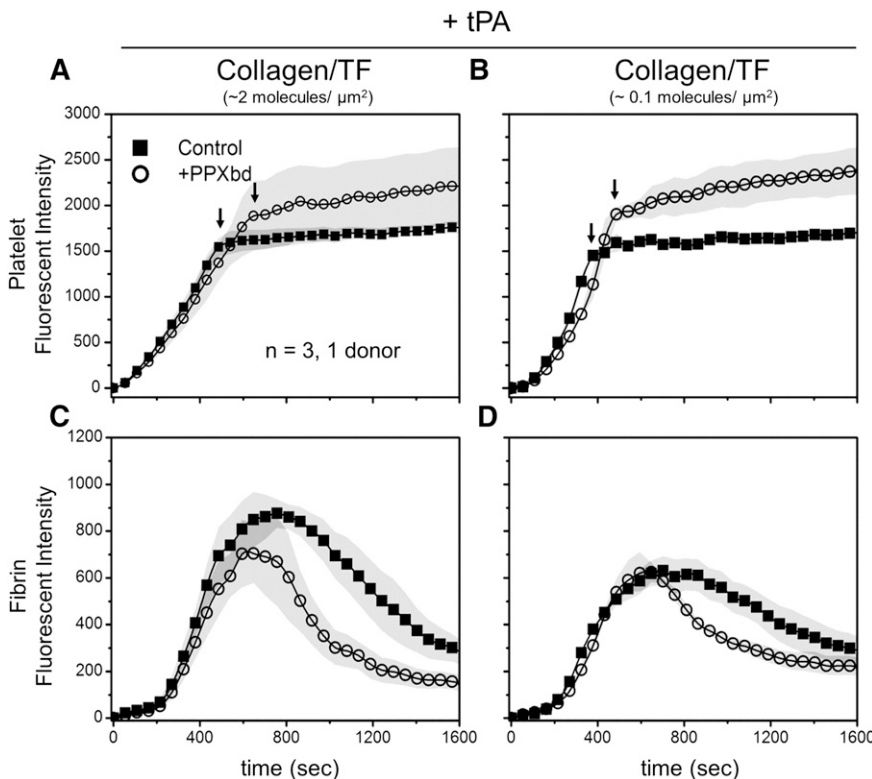 + tPA
A
Collagen/TF
(~2 molecules/ µm²)
B
Collagen/TF
(~ 0.1 molecules/ µm²)
Platelet
Fluorescent Intensity
3000
2500
2000
1500
1000
500
0
Control
+PPXbd
n = 3, 1 donor
C
D
Fibrin
Fluorescent Intensity
1200
1000
800
600
400
200
0
0 400 800 1200 1600
time (sec)
0 400 800 1200 1600
time (sec)